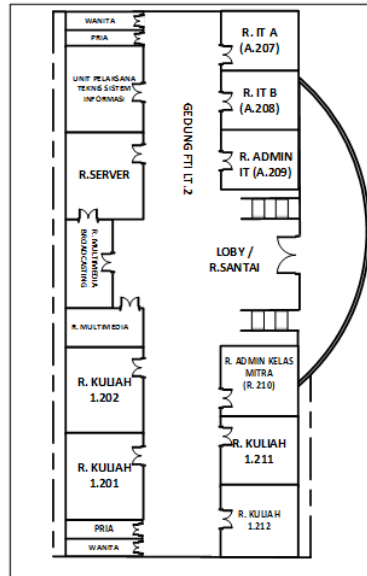 WANITA
PRIA
UNIT PELAKSANA
TEKNIS SISTEM
INFORMASI
R.SERVER
R. MULTIMEDIA
BROADCASTING
R. MULTIMEDIA
R. KULIAH
1.202
R. KULIAH
1.201
PRIA
WANITA
GEDUNG FTI LT.2
R. IT A
(A.207)
R. IT B
(A.208)
R. ADMIN
IT (A.209)
LOBY /
R.SANTAI
R. ADMIN KELAS
MITRA
(R. 210)
R. KULIAH
1.211
R. KULIAH
1.212